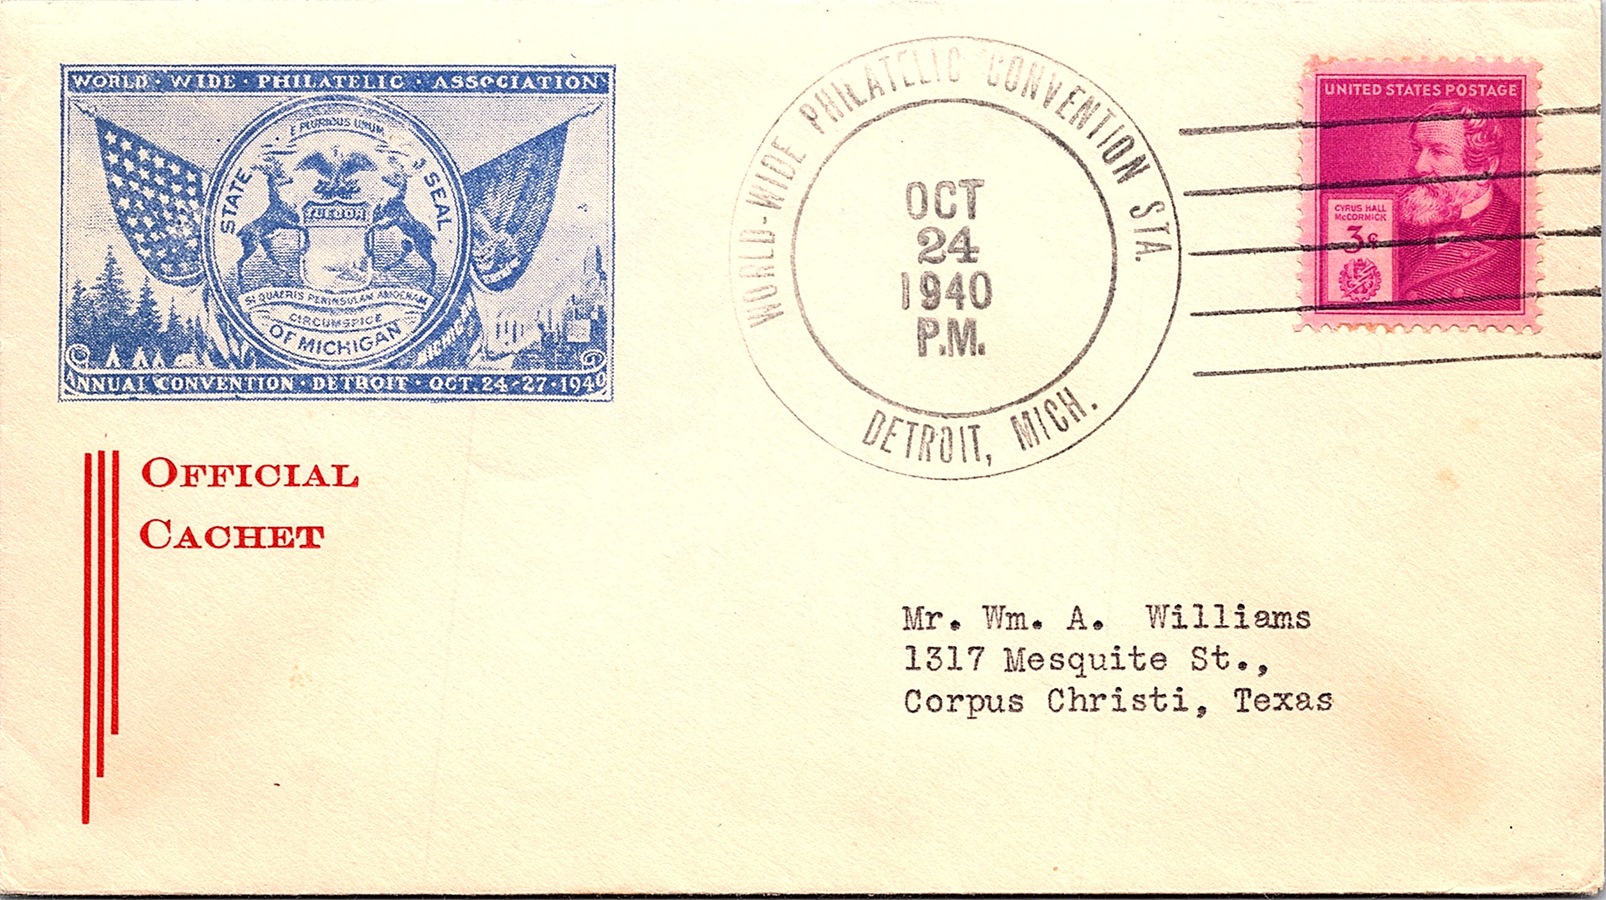 WORLD · WIDE · PHILATELIC · ASSOCIATION
E PLURIBUS UNUM
STATE SEAL
TUEBOR
SI QUAERIS PENINSULAM AMOENAM
CIRCUMSPICE
OF MICHIGAN
ANNUAL CONVENTION · DETROIT · OCT. 24-27 · 1940
OFFICIAL
CACHET
WORLD-WIDE PHILATELIC CONVENTION STA.
OCT
24
1940
P.M.
DETROIT, MICH.
UNITED STATES POSTAGE
CYRUS HALL
McCORMICK
3¢
Mr. Wm. A. Williams
1317 Mesquite St.,
Corpus Christi, Texas